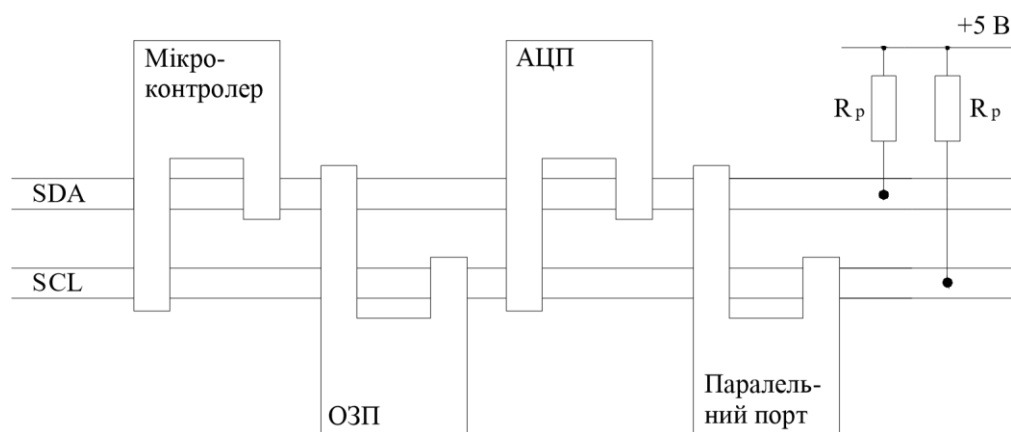 Мікро-
контролер
АЦП
+5 В
R р
R р
SDA
SCL
ОЗП
Паралель-
ний порт